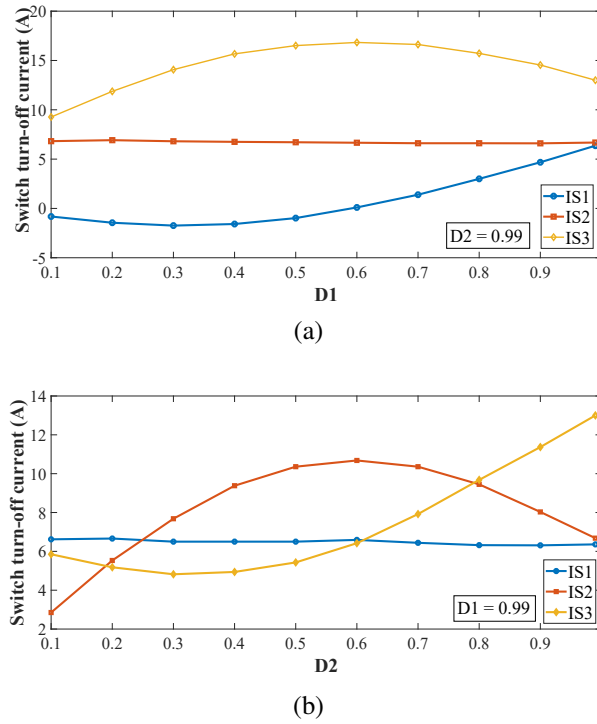 20
15
10
5
0
-5
Switch turn-off current (A)
IS1
IS2
IS3
D2 = 0.99
0.1 0.2 0.3 0.4 0.5 0.6 0.7 0.8 0.9
D1
(a)
14
12
10
8
6
4
2
Switch turn-off current (A)
IS1
IS2
IS3
D1 = 0.99
0.1 0.2 0.3 0.4 0.5 0.6 0.7 0.8 0.9
D2
(b)